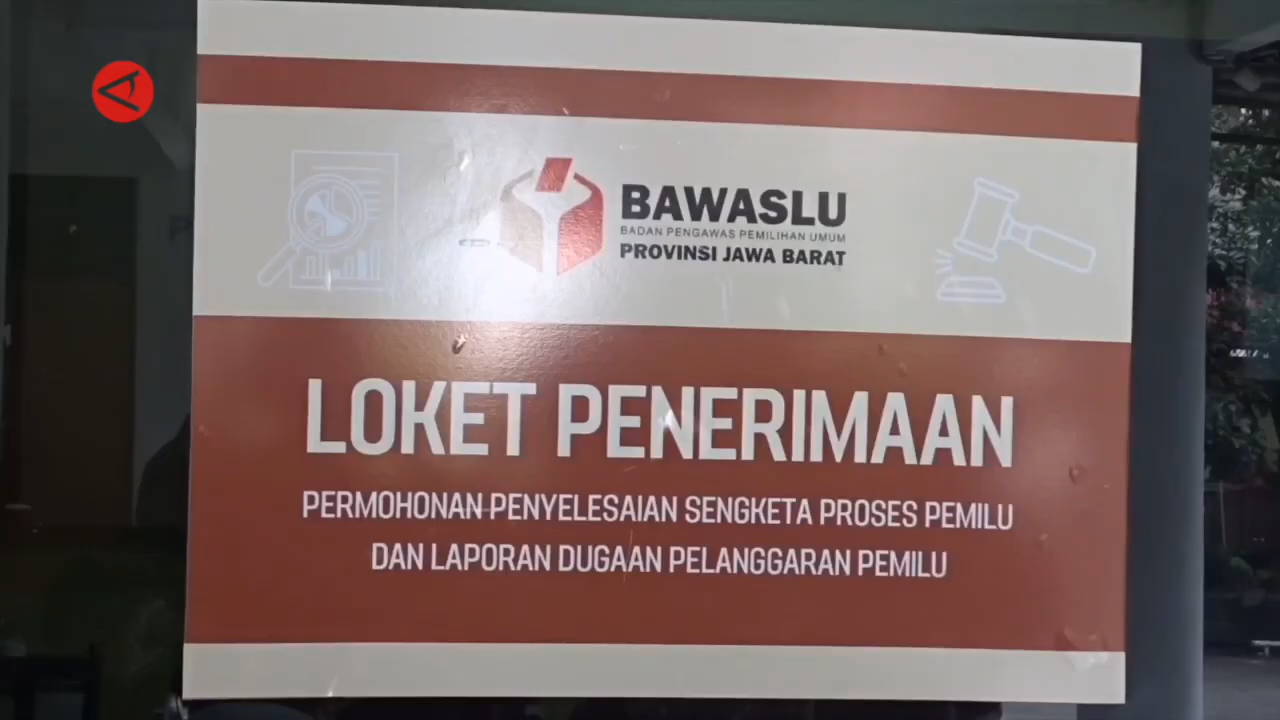 BAWASLU
BADAN PENGAWAS PEMILIHAN UMUM
PROVINSI JAWA BARAT
LOKET PENERIMAAN
PERMOHONAN PENYELESAIAN SENGKETA PROSES PEMILU
DAN LAPORAN DUGAAN PELANGGARAN PEMILU